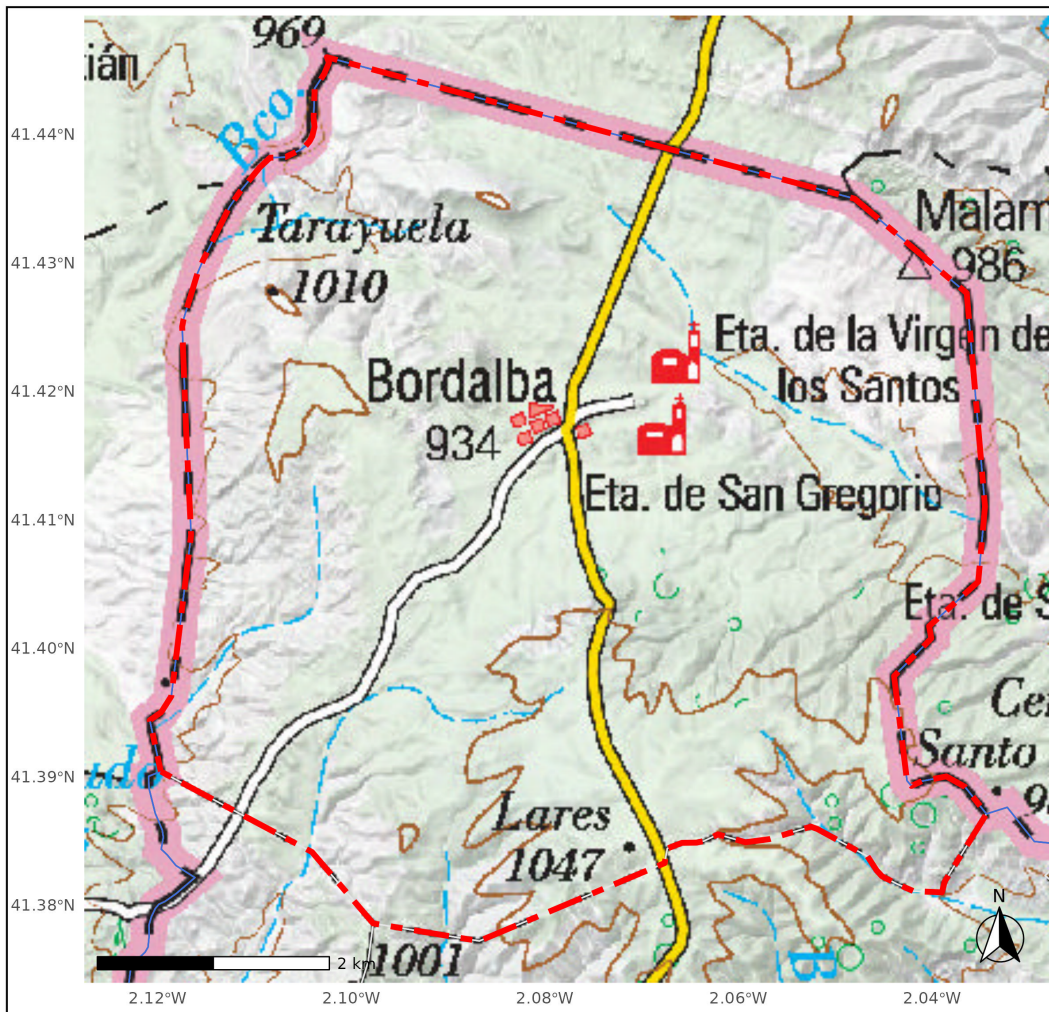 969
ián
Bco.
41.44°N
Tarayuela
1010
Malam
986
41.43°N
Eta. de la Virgen de
los Santos
41.42°N
Bordalba
934
Eta. de San Gregorio
41.41°N
Eta. de S
41.40°N
Ce
Santo
41.39°N
Lares
1047
41.38°N
1001
B
N
2 km
2.12°W
2.10°W
2.08°W
2.06°W
2.04°W